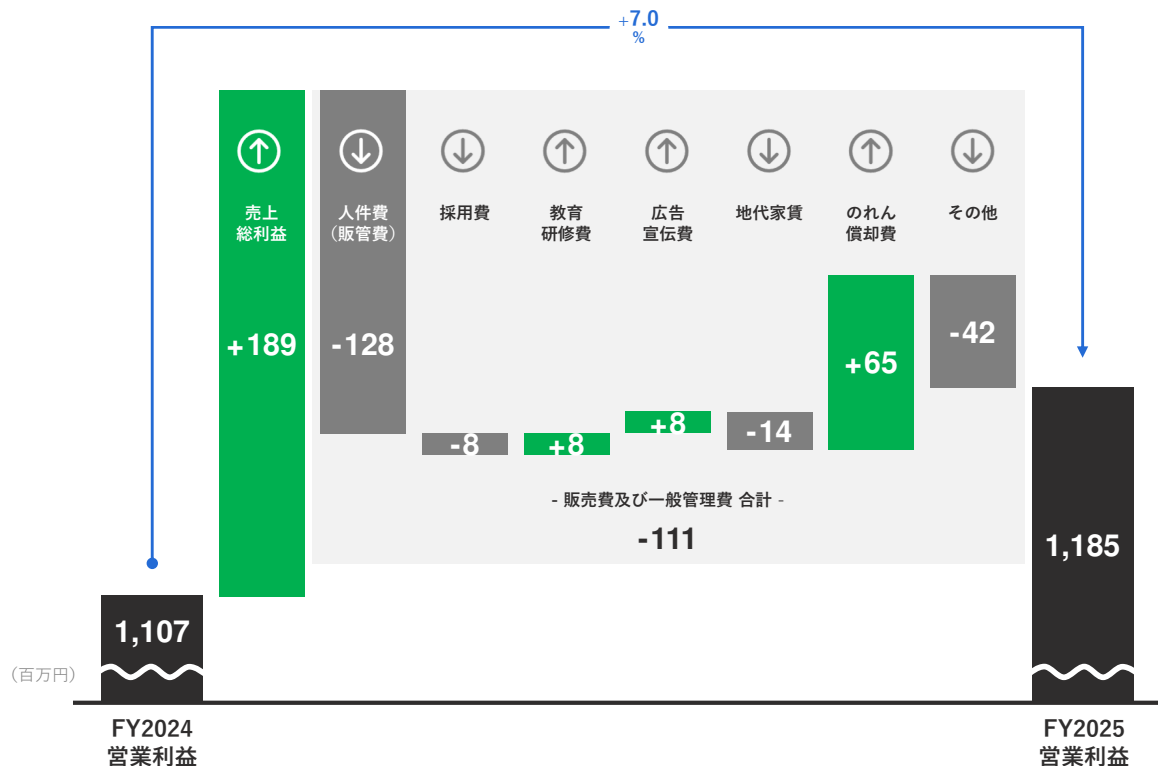 +7.0
%
売上
総利益
人件費
（販管費）
採用費
教育
研修費
広告
宣伝費
地代家賃
のれん
償却費
その他
+189
-128
-8
+8
+8
-14
+65
-42
- 販売費及び一般管理費 合計 -
-111
1,107
1,185
（百万円）
FY2024
営業利益
FY2025
営業利益